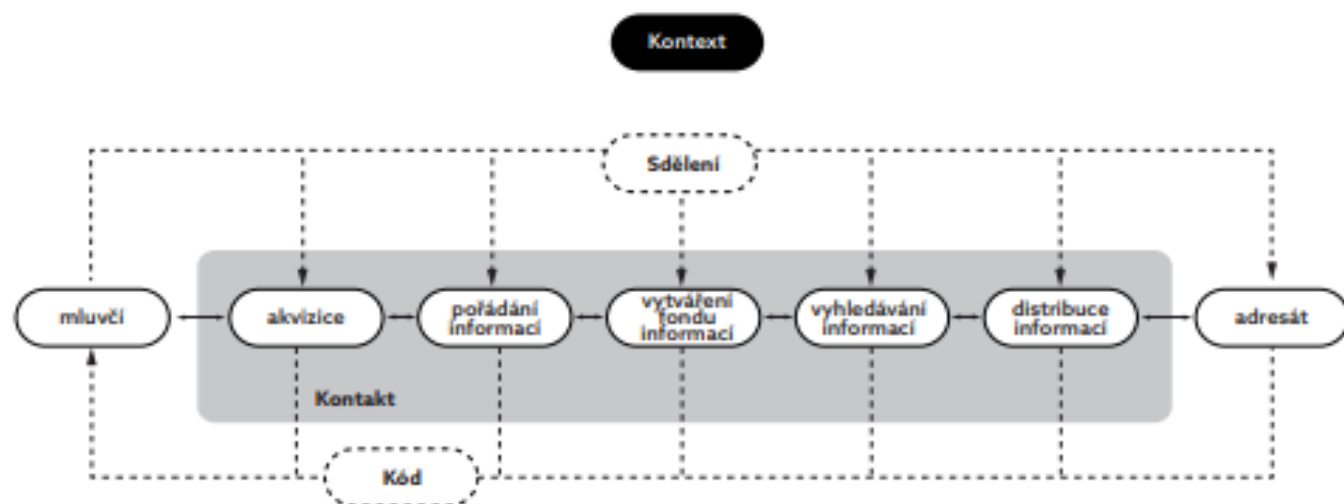 Kontext
Sdělení
mluvčí
akvizice
pořádání
informací
vytváření
fondu
informací
vyhledávání
informací
distribuce
informací
adresát
Kontakt
Kód